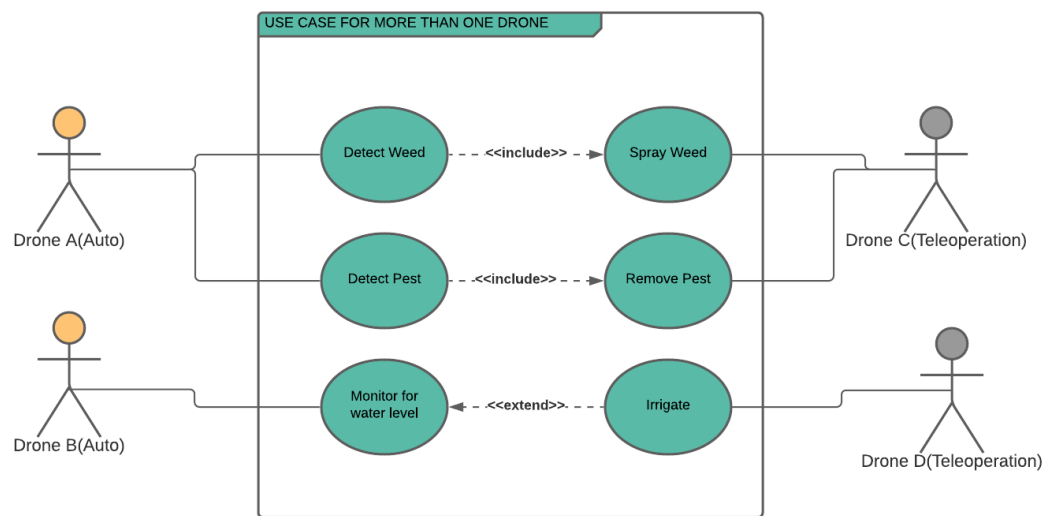 USE CASE FOR MORE THAN ONE DRONE
Detect Weed
<<include>>
Spray Weed
Drone A(Auto)
Drone C(Teleoperation)
Detect Pest
<<include>>
Remove Pest
Monitor for
water level
<<extend>>
Irrigate
Drone B(Auto)
Drone D(Teleoperation)